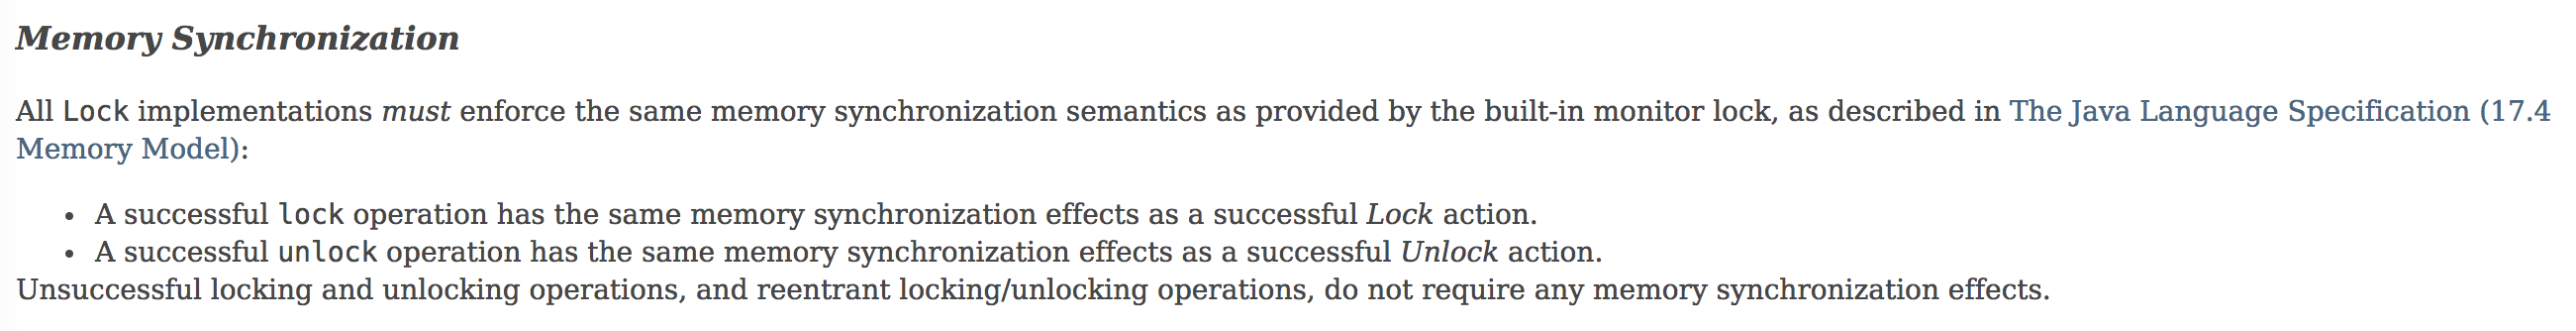 Memory Synchronization
All Lock implementations must enforce the same memory synchronization semantics as provided by the built-in monitor lock, as described in The Java Language Specification (17.4
Memory Model):
• A successful lock operation has the same memory synchronization effects as a successful Lock action.
• A successful unlock operation has the same memory synchronization effects as a successful Unlock action.
Unsuccessful locking and unlocking operations, and reentrant locking/unlocking operations, do not require any memory synchronization effects.